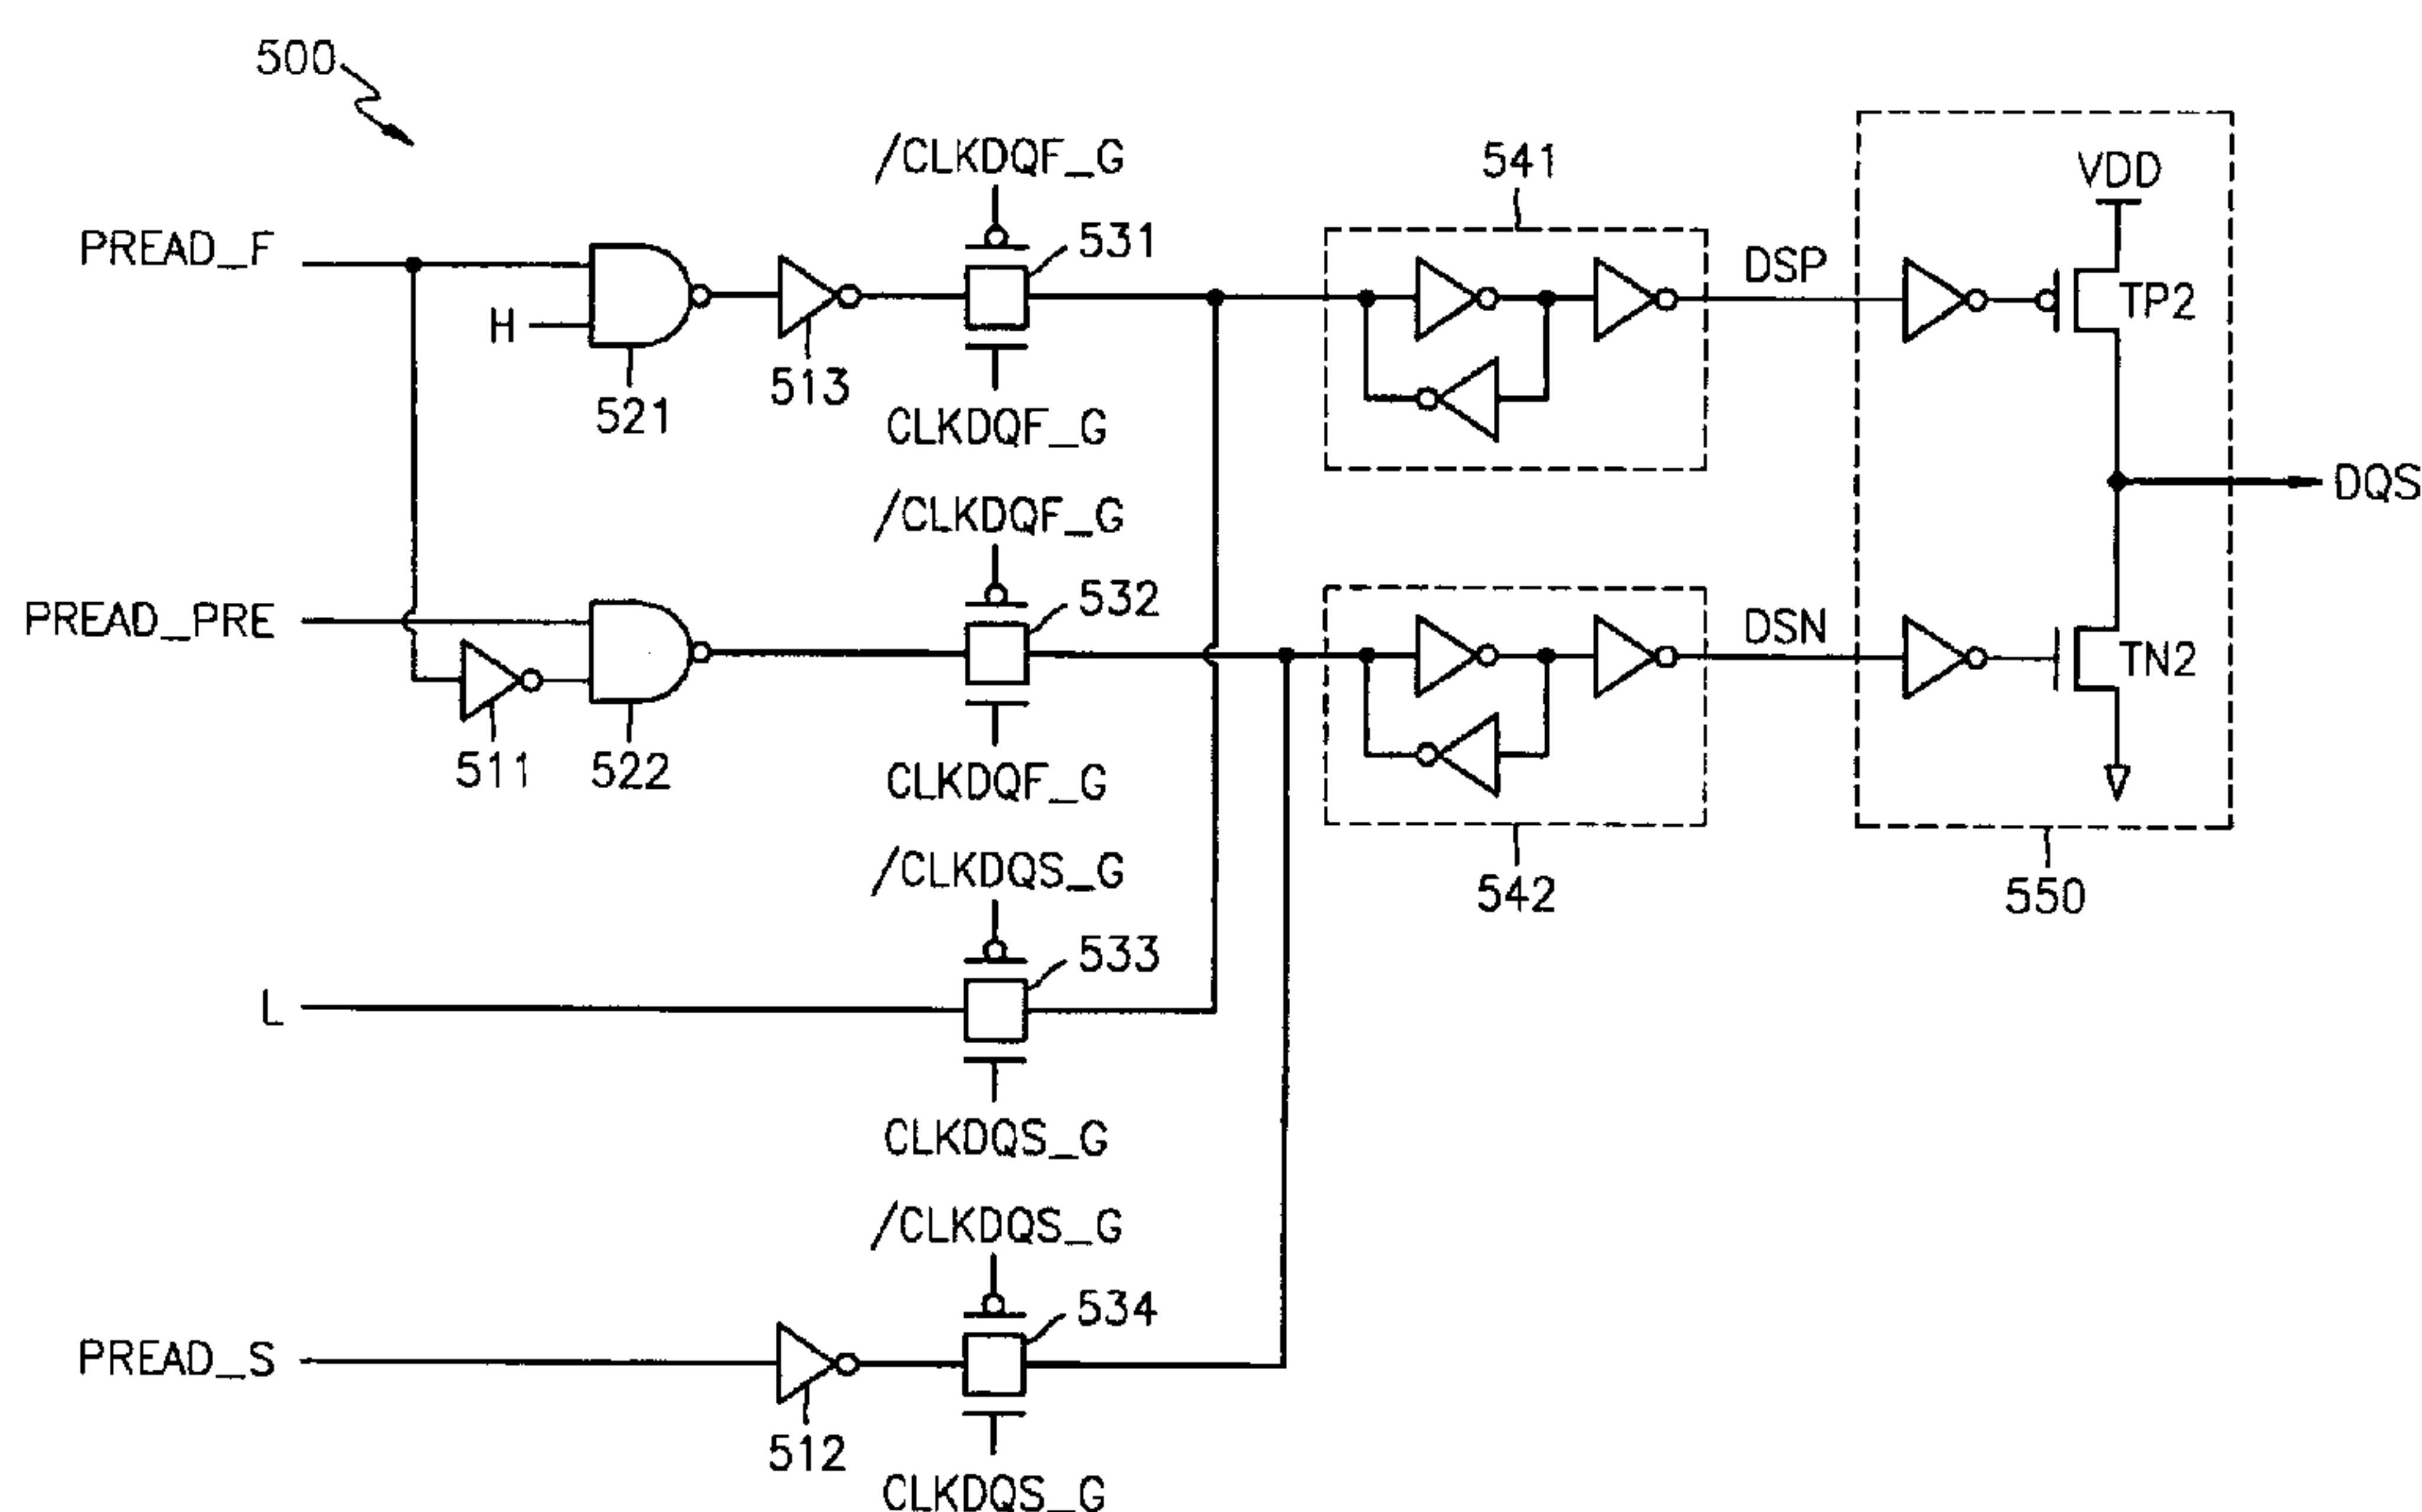 500
/CLKDQF_G
541
VDD
PREAD_F
531
DSP
H
TP2
513
521
CLKDQF_G
DQS
/CLKDQF_G
532
PREAD_PRE
DSN
TN2
511
522
CLKDQF_G
/CLKDQS_G
542
550
533
L
CLKDQS_G
/CLKDQS_G
534
PREAD_S
512
CLKDQS_G